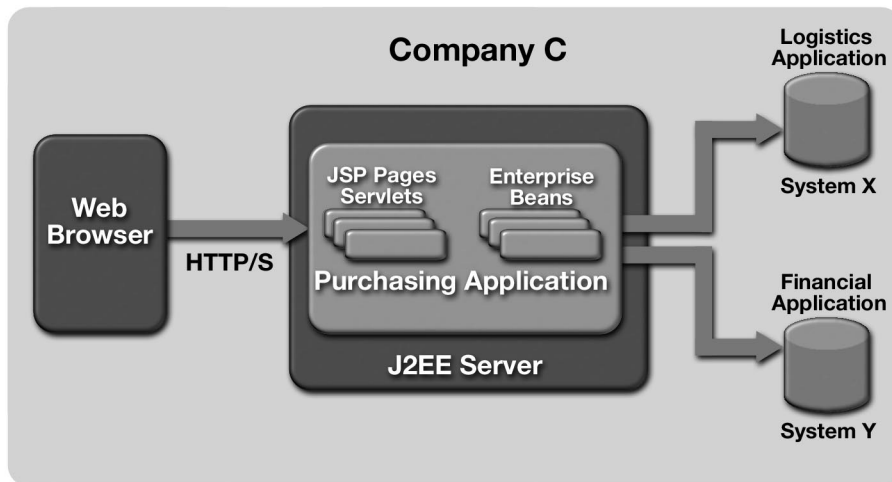 Company C
Web
Browser
HTTP/S
JSP Pages
Servlets
Enterprise
Beans
Purchasing Application
J2EE Server
Logistics
Application
System X
Financial
Application
System Y